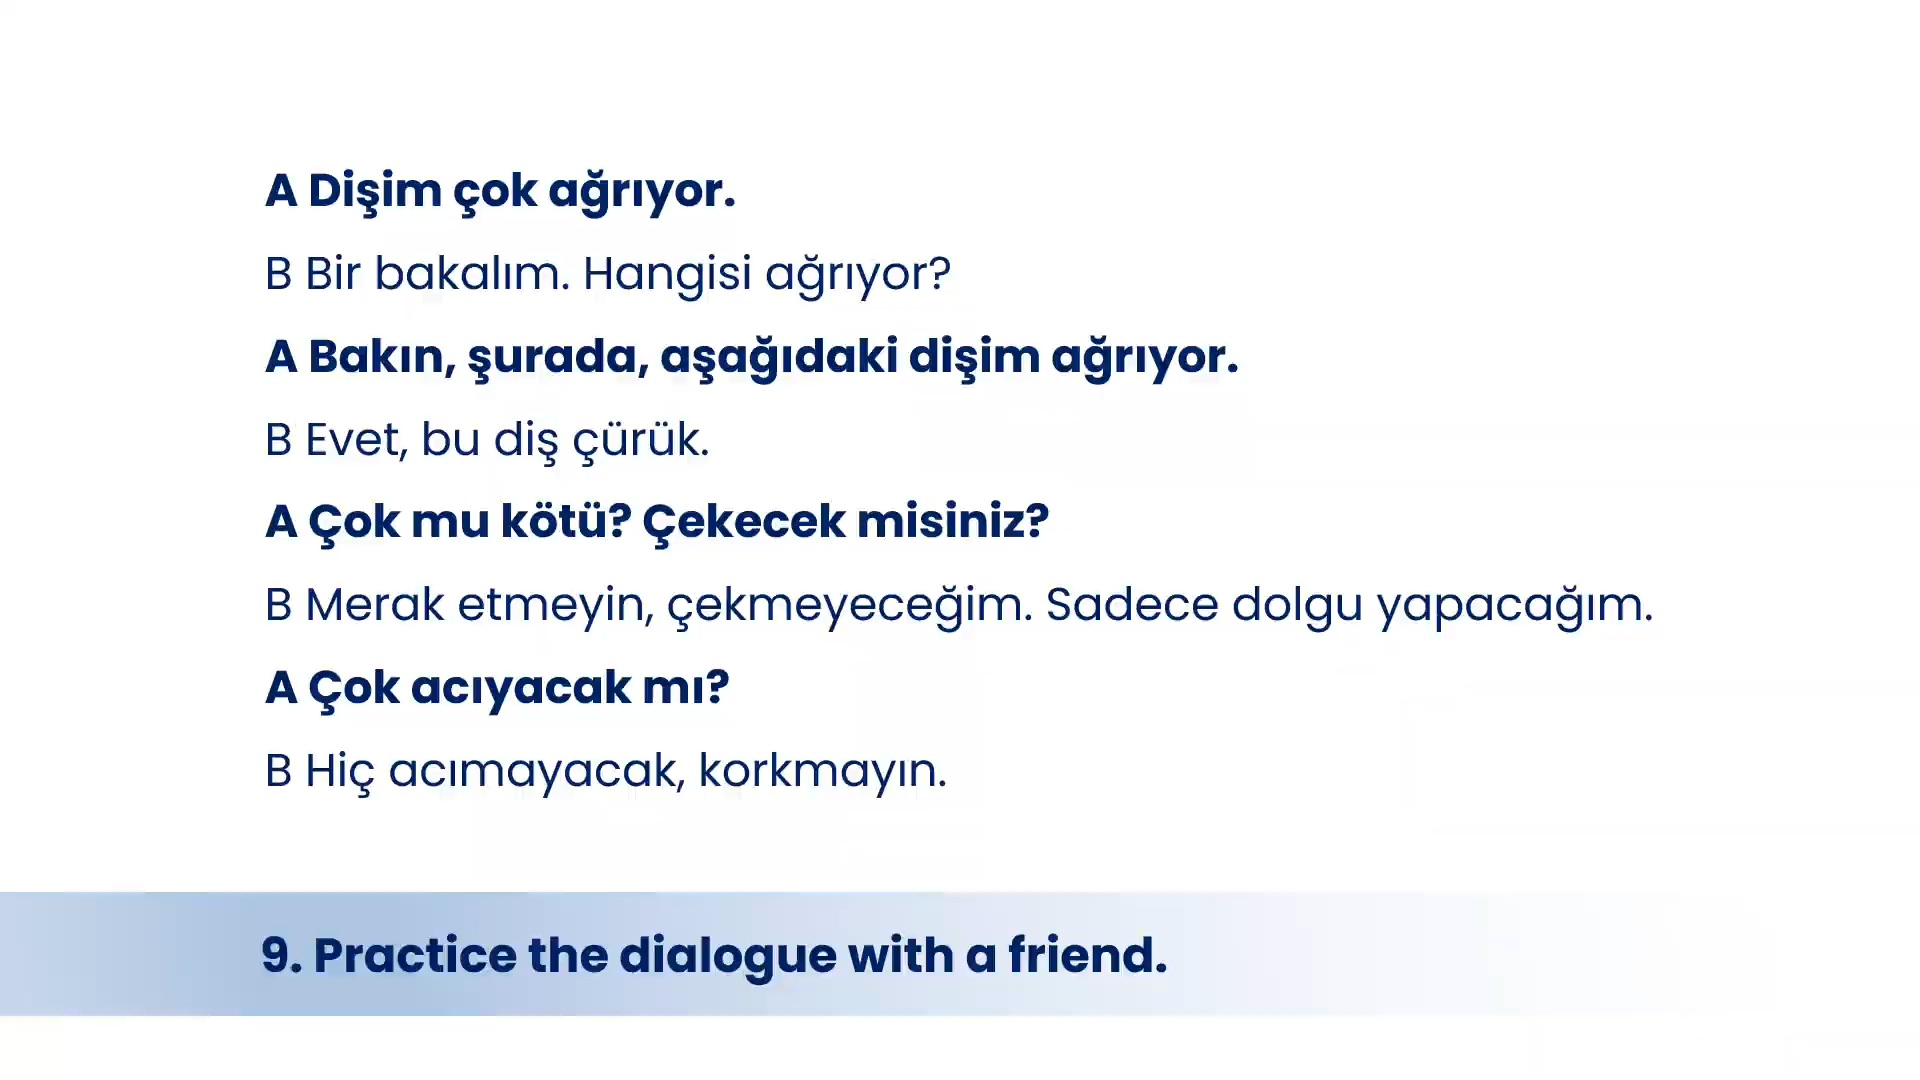 A Dişim çok ağrıyor.
B Bir bakalım. Hangisi ağrıyor?
A Bakın, şurada, aşağıdaki dişim ağrıyor.
B Evet, bu diş çürük.
A Çok mu kötü? Çekecek misiniz?
B Merak etmeyin, çekmeyeceğim. Sadece dolgu yapacağım.
A Çok acıyacak mı?
B Hiç acımayacak, korkmayın.
9. Practice the dialogue with a friend.